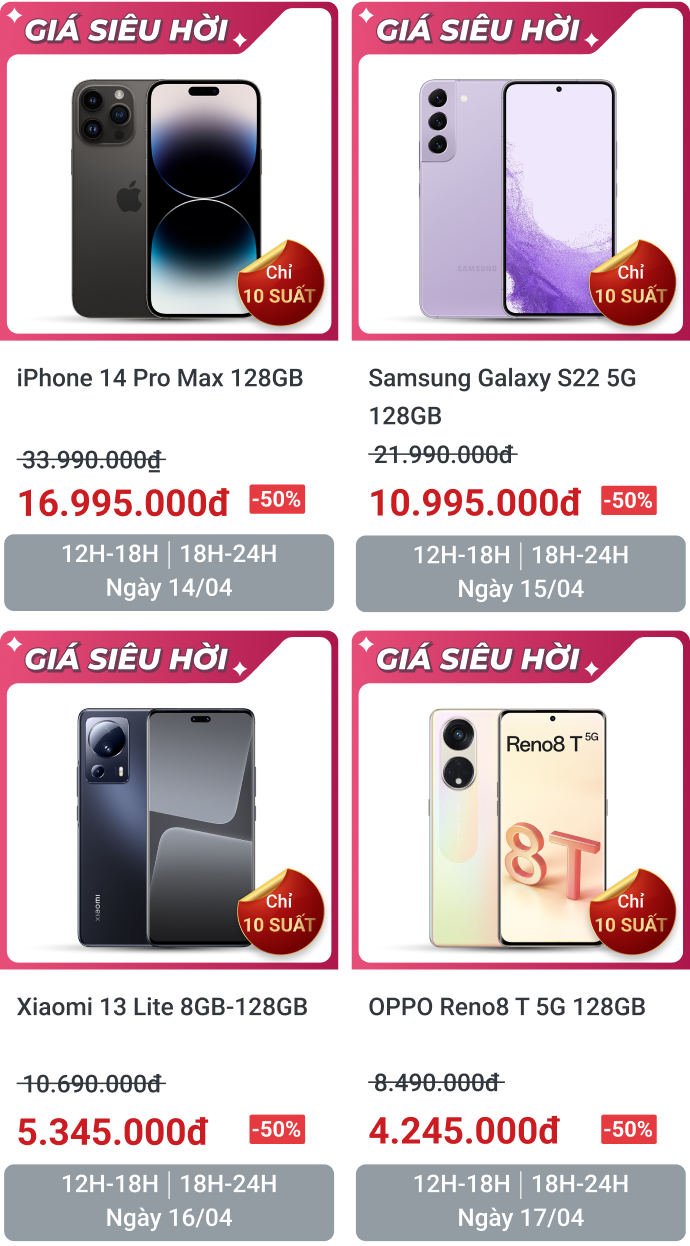 GIÁ SIÊU HỜI
Chỉ
10 SUẤT
iPhone 14 Pro Max 128GB
33.990.000₫
16.995.000đ -50%
12H-18H | 18H-24H
Ngày 14/04
GIÁ SIÊU HỜI
SAMSUNG
Chỉ
10 SUẤT
Samsung Galaxy S22 5G
128GB
21.990.000đ
10.995.000đ -50%
12H-18H | 18H-24H
Ngày 15/04
GIÁ SIÊU HỜI
xiaomi
Chỉ
10 SUẤT
Xiaomi 13 Lite 8GB-128GB
10.690.000đ
5.345.000đ -50%
12H-18H | 18H-24H
Ngày 16/04
GIÁ SIÊU HỜI
Reno8 T 5G
8T
Chỉ
10 SUẤT
OPPO Reno8 T 5G 128GB
8.490.000đ
4.245.000đ -50%
12H-18H | 18H-24H
Ngày 17/04